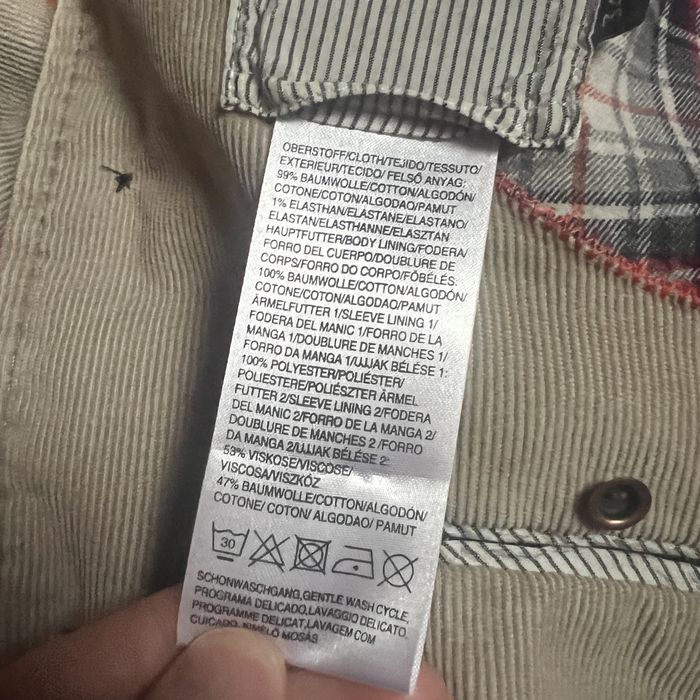 OBERSTOFF/CLOTH/TEJIDO/TESSUTO/
EXTERIEUR/TECIDO/ FELSŐ ANYAG:
99% BAUMWOLLE/COTTON/ALGODÓN/
COTONE/COTON/ALGODAO/PAMUT
1% ELASTHAN/ELASTANE/ELASTANO/
ELASTAN/ELASTHANNE/ELASZTAN
HAUPTFUTTER/BODY LINING/FODERA/
FORRO DEL CUERPO/DOUBLURE DE
CORPS/FORRO DO CORPO/FŐBÉLÉS:
100% BAUMWOLLE/COTTON/ALGODÓN/
COTONE/COTON/ALGODAO/PAMUT
ÄRMELFUTTER 1/SLEEVE LINING 1/
FODERA DEL MANIC 1/FORRO DE LA
MANGA 1/DOUBLURE DE MANCHES 1/
FORRO DA MANGA 1/UJJAK BÉLÉSE 1:
100% POLYESTER/POLIÉSTER/
POLIESTERE/POLIÉSZTER ÄRMEL
FUTTER 2/SLEEVE LINING 2/FODERA
DEL MANIC 2/FORRO DE LA MANGA 2/
DOUBLURE DE MANCHES 2 /FORRO
DA MANGA 2/UJJAK BÉLÉSE 2:
53% VISKOSE/VISCOSE/
VISCOSA/VISZKÓZ
47% BAUMWOLLE/COTTON/ALGODÓN/
COTONE/ COTON/ ALGODAO/ PAMUT
30
SCHONWASCHGANG,GENTLE WASH CYCLE,
PROGRAMA DELICADO,LAVAGGIO DELICATO,
PROGRAMME DELICAT,LAVAGEM COM
CUIDADO, KIMÉLŐ MOSÁS